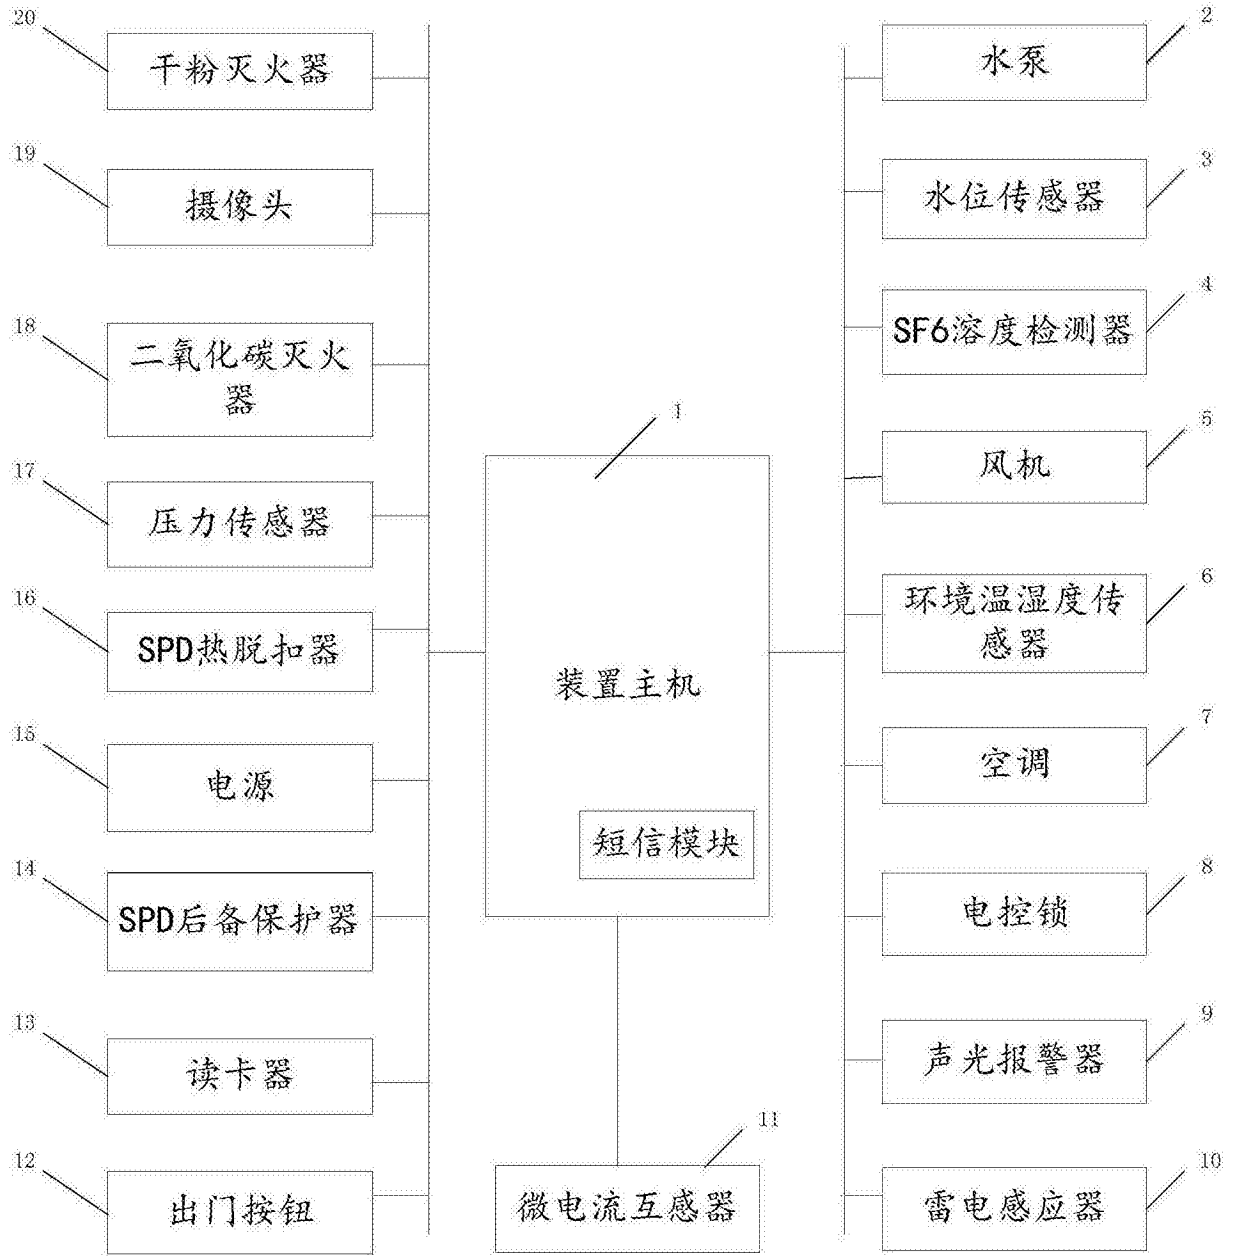 20
干粉灭火器
19
摄像头
18
二氧化碳灭火
器
17
压力传感器
16
SPD热脱扣器
15
电源
14
SPD后备保护器
13
读卡器
12
出门按钮
1
装置主机
短信模块
11
微电流互感器
2
水泵
3
水位传感器
4
SF6溶度检测器
5
风机
6
环境温湿度传
感器
7
空调
8
电控锁
9
声光报警器
10
雷电感应器